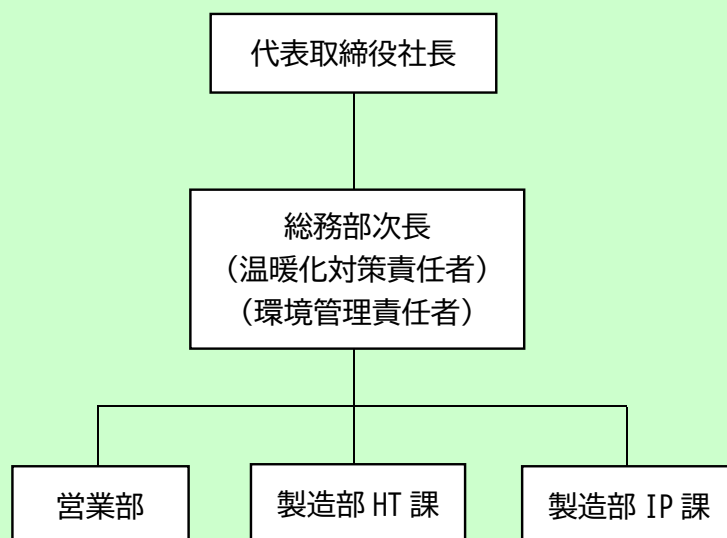 代表取締役社長
総務部次長
（温暖化対策責任者）
（環境管理責任者）
営業部
製造部 HT 課
製造部 IP 課